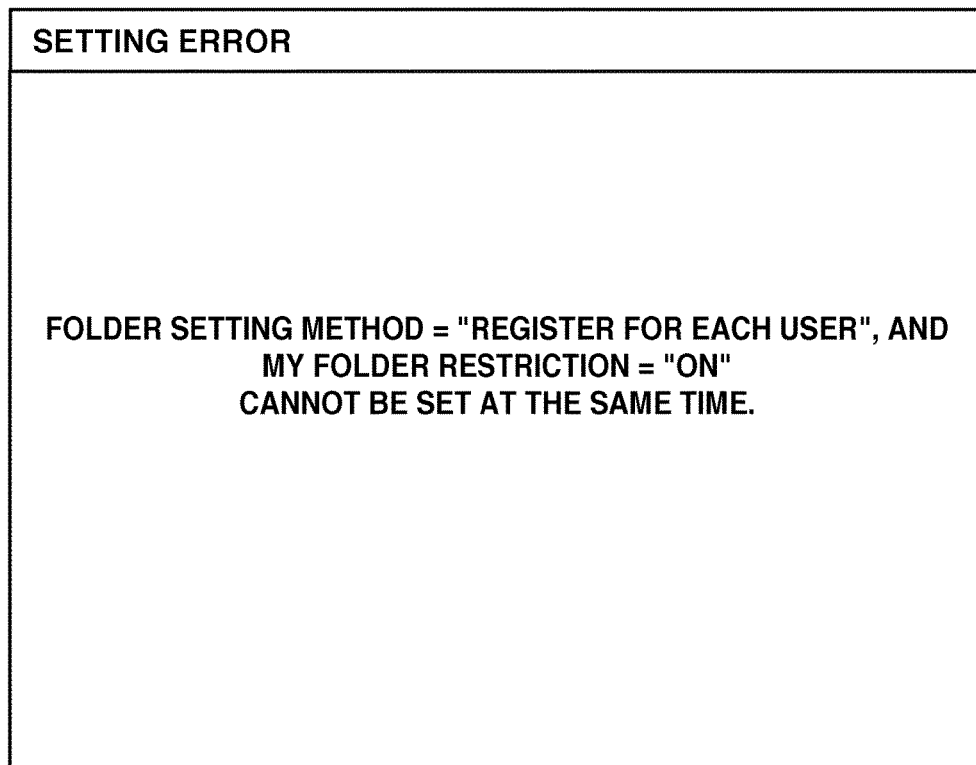 SETTING ERROR
FOLDER SETTING METHOD = "REGISTER FOR EACH USER", AND
MY FOLDER RESTRICTION = "ON"
CANNOT BE SET AT THE SAME TIME.